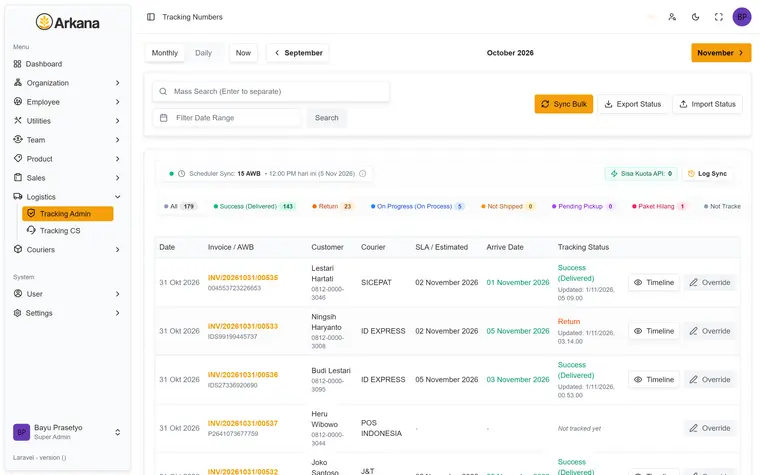 Arkana
Menu
Dashboard
Organization
Employee
Utilities
Team
Product
Sales
Logistics
Tracking Admin
Tracking CS
Couriers
System
User
Settings
BP
Bayu Prasetyo
Super Admin
Laravel - version ()
Tracking Numbers
BP
Monthly
Daily
Now
September
October 2026
November
Mass Search (Enter to separate)
Filter Date Range
Search
Sync Bulk
Export Status
Import Status
Scheduler Sync: 15 AWB • 12:00 PM hari ini (5 Nov 2026)
Sisa Kuota API: 0
Log Sync
All 179
Success (Delivered) 143
Return 23
On Progress (On Process) 5
Not Shipped 0
Pending Pickup 0
Paket Hilang 1
Not Tracke
Date Invoice / AWB Customer Courier SLA / Estimated Arrive Date Tracking Status
31 Okt 2026
INV/20261031/00535
004553723226653
Lestari
Hartati
0812-0000-
3046
SICEPAT
02 November 2026
01 November 2026
Success
(Delivered)
Updated: 1/11/2026,
05.09.00
Timeline
Override
31 Okt 2026
INV/20261031/00533
IDS99199445737
Ningsih
Haryanto
0812-0000-
3008
ID EXPRESS
02 November 2026
05 November 2026
Return
Updated: 1/11/2026,
03.14.00
Timeline
Override
31 Okt 2026
INV/20261031/00536
IDS27336920690
Budi Lestari
0812-0000-
3095
ID EXPRESS
05 November 2026
03 November 2026
Success
(Delivered)
Updated: 1/11/2026,
00.53.00
Timeline
Override
31 Okt 2026
INV/20261031/00537
P2641073677759
Heru
Wibowo
0812-0000-
3044
POS
INDONESIA
-
-
Not tracked yet
Override
INV/20261031/00532
Joko
Santoso
J&T
Success
(Delivered)